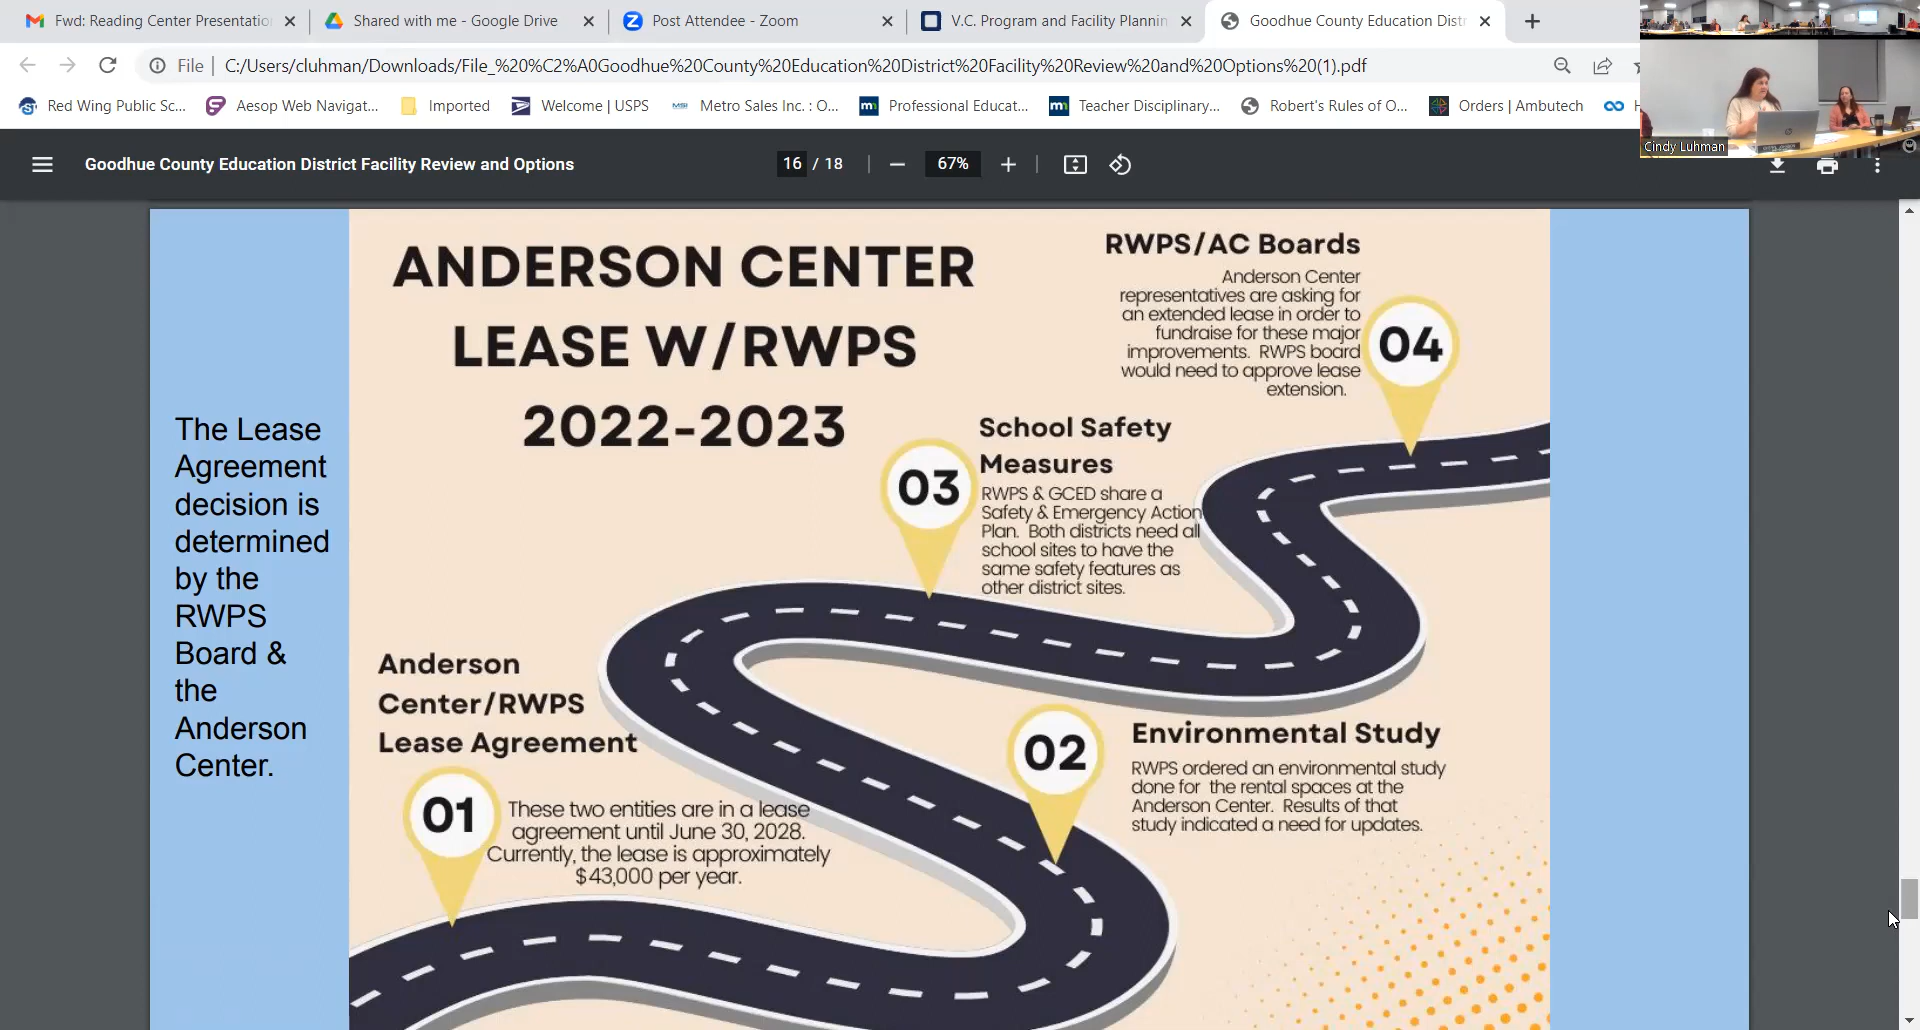 Fwd: Reading Center Presentatio
Shared with me - Google Drive
Post Attendee - Zoom
V.C. Program and Facility Plannin
Goodhue County Education Distr
File
C:/Users/cluhman/Downloads/File_%20%C2%A0Goodhue%20County%20Education%20District%20Facility%20Review%20and%20Options%20(1).pdf
Red Wing Public Sc...
Aesop Web Navigat...
Imported
Welcome | USPS
Metro Sales Inc. : O...
Professional Educat...
Teacher Disciplinary...
Robert's Rules of O...
Orders | Ambutech
Cindy Luhman
Goodhue County Education District Facility Review and Options
16 / 18
67%
The Lease
Agreement
decision is
determined
by the
RWPS
Board &
the
Anderson
Center.
ANDERSON CENTER
LEASE W/RWPS
2022-2023
Anderson
Center/RWPS
Lease Agreement
01
These two entities are in a lease
agreement until June 30, 2028.
Currently, the lease is approximately
$43,000 per year.
02
Environmental Study
RWPS ordered an environmental study
done for the rental spaces at the
Anderson Center. Results of that
study indicated a need for updates.
03
School Safety
Measures
RWPS & GCED share a
Safety & Emergency Action
Plan. Both districts need all
school sites to have the
same safety features as
other district sites.
RWPS/AC Boards
Anderson Center
representatives are asking for
an extended lease in order to
fundraise for these major
improvements. RWPS board
would need to approve lease
extension.
04